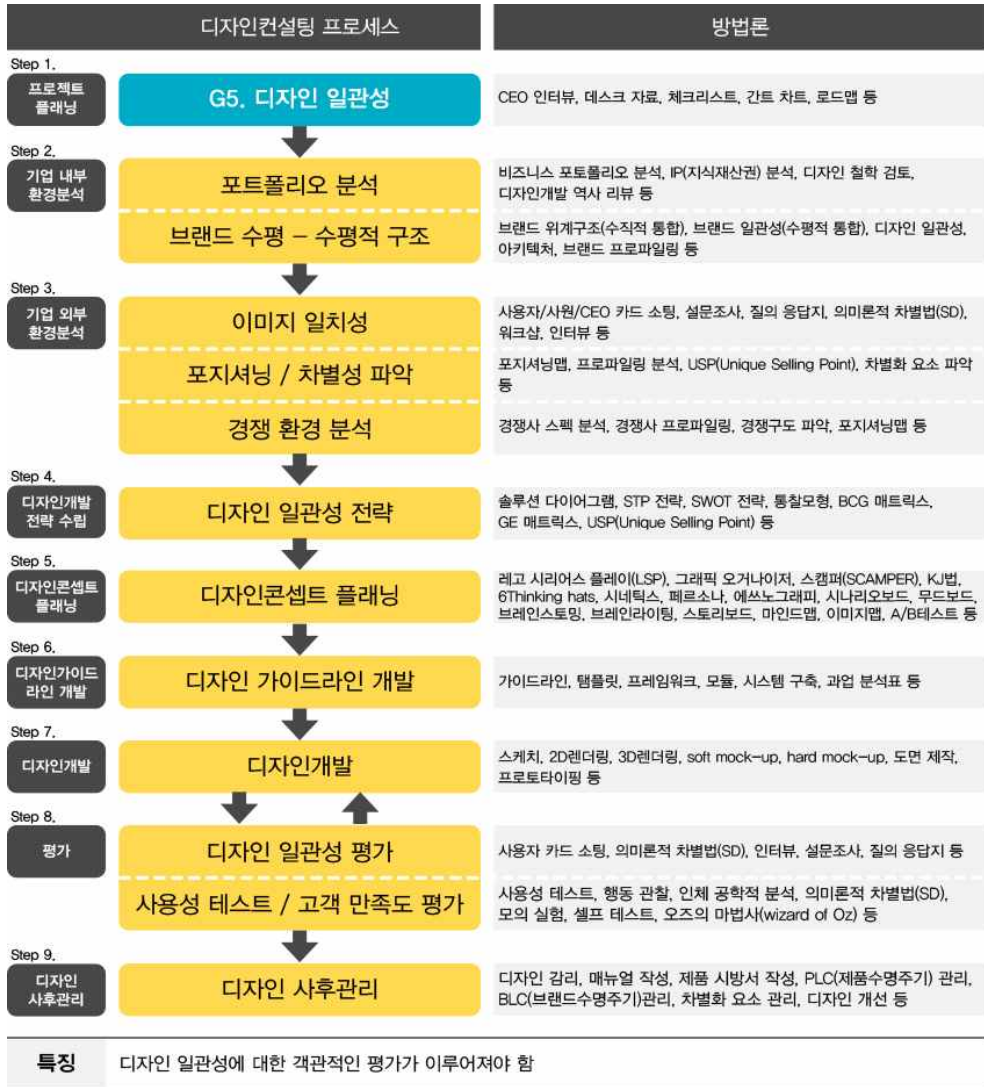 디자인컨설팅 프로세스
방법론
Step 1.
프로젝트
플래닝
G5. 디자인 일관성
CEO 인터뷰, 데스크 자료, 체크리스트, 간트 차트, 로드맵 등
Step 2.
기업 내부
환경분석
포트폴리오 분석
비즈니스 포토폴리오 분석, IP(지식재산권) 분석, 디자인 철학 검토,
디자인개발 역사 리뷰 등
브랜드 수평 – 수평적 구조
브랜드 위계구조(수직적 통합), 브랜드 일관성(수평적 통합), 디자인 일관성,
아키텍처, 브랜드 프로파일링 등
Step 3.
기업 외부
환경분석
이미지 일치성
사용자/사원/CEO 카드 소팅, 설문조사, 질의 응답지, 의미론적 차별법(SD),
워크샵, 인터뷰 등
포지셔닝 / 차별성 파악
포지셔닝맵, 프로파일링 분석, USP(Unique Selling Point), 차별화 요소 파악
등
경쟁 환경 분석
경쟁사 스펙 분석, 경쟁사 프로파일링, 경쟁구도 파악, 포지셔닝맵 등
Step 4.
디자인개발
전략 수립
디자인 일관성 전략
솔루션 다이어그램, STP 전략, SWOT 전략, 통찰모형, BCG 매트릭스,
GE 매트릭스, USP(Unique Selling Point) 등
Step 5.
디자인콘셉트
플래닝
디자인콘셉트 플래닝
레고 시리어스 플레이(LSP), 그래픽 오거나이저, 스캠퍼(SCAMPER), KJ법,
6Thinking hats, 시네틱스, 페르소나, 에쓰노그래피, 시나리오보드, 무드보드,
브레인스토밍, 브레인라이팅, 스토리보드, 마인드맵, 이미지맵, A/B테스트 등
Step 6.
디자인가이드
라인 개발
디자인 가이드라인 개발
가이드라인, 탬플릿, 프레임워크, 모듈, 시스템 구축, 과업 분석표 등
Step 7.
디자인개발
디자인개발
스케치, 2D렌더링, 3D렌더링, soft mock-up, hard mock-up, 도면 제작,
프로토타이핑 등
Step 8.
평가
디자인 일관성 평가
사용자 카드 소팅, 의미론적 차별법(SD), 인터뷰, 설문조사, 질의 응답지 등
사용성 테스트 / 고객 만족도 평가
사용성 테스트, 행동 관찰, 인체 공학적 분석, 의미론적 차별법(SD),
모의 실험, 셀프 테스트, 오즈의 마법사(wizard of Oz) 등
Step 9.
디자인
사후관리
디자인 사후관리
디자인 감리, 매뉴얼 작성, 제품 시방서 작성, PLC(제품수명주기) 관리,
BLC(브랜드수명주기)관리, 차별화 요소 관리, 디자인 개선 등
특징
디자인 일관성에 대한 객관적인 평가가 이루어져야 함